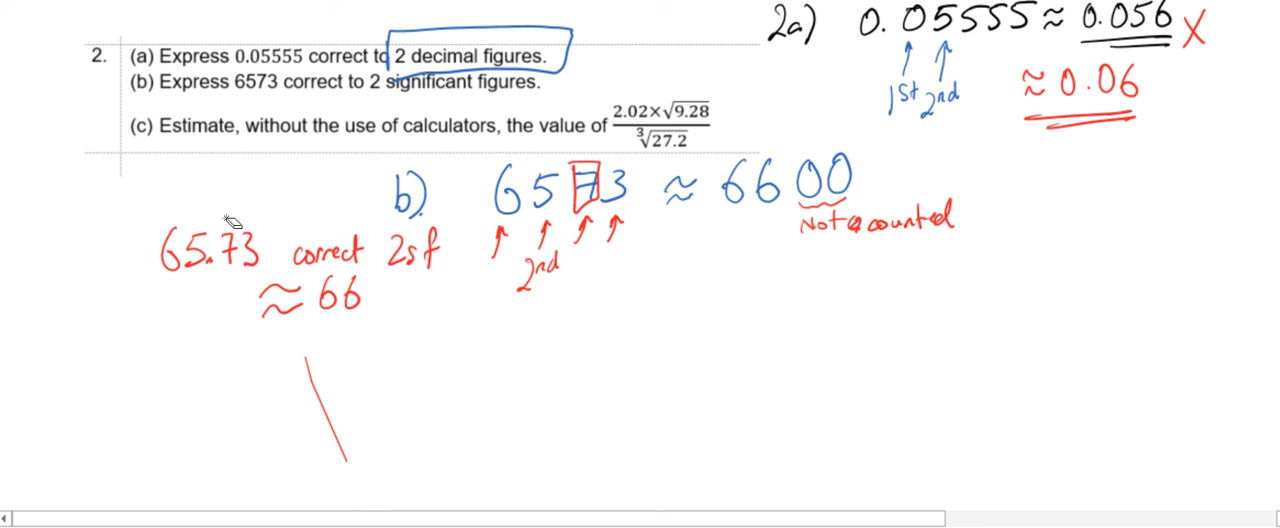 2a) 0.05555 ≈ 0.056 X
1st 2nd ≈ 0.06
2. (a) Express 0.05555 correct to 2 decimal figures.
(b) Express 6573 correct to 2 significant figures.
(c) Estimate, without the use of calculators, the value of 2.02×√9.28 / ∛27.2
b). 6573 ≈ 6600
2nd
Not counted
65.73 correct 2sf
≈ 66